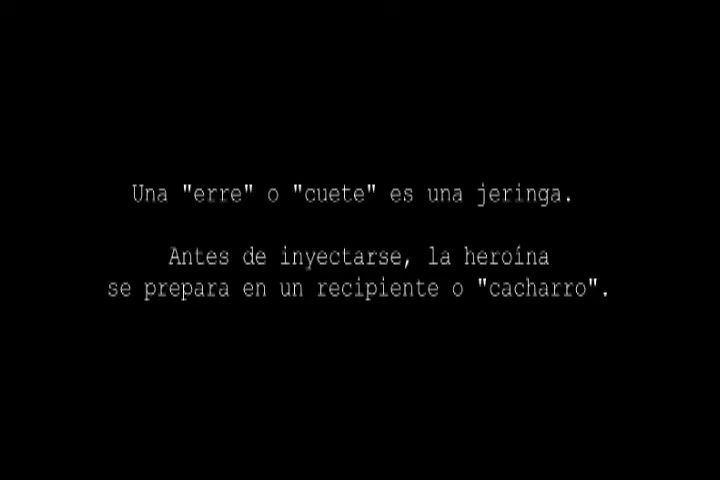 Una "erre" o "cuete" es una jeringa.
Antes de inyectarse, la heroína
se prepara en un recipiente o "cacharro".